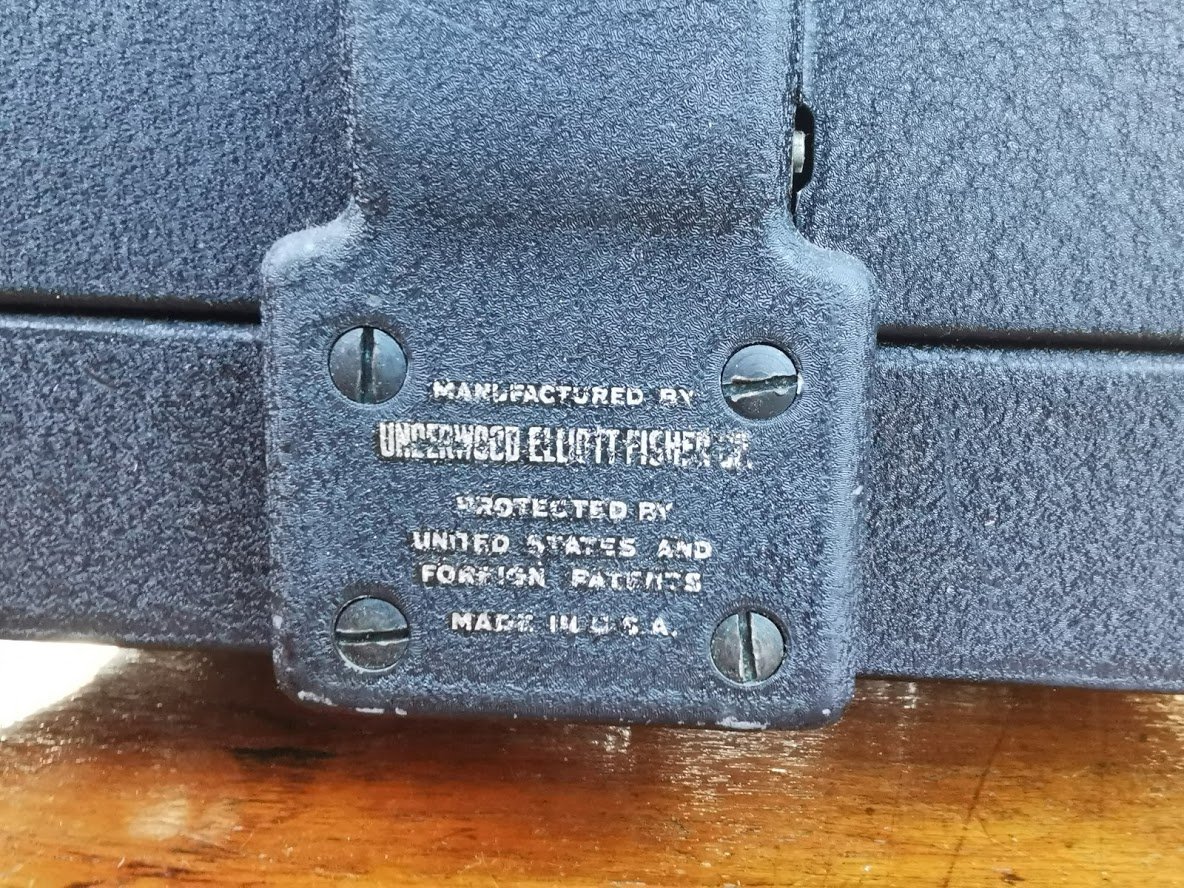 MANUFACTURED BY
UNDERWOOD ELLIOTT FISHER CO.
PROTECTED BY
UNITED STATES AND
FOREIGN PATENTS
MADE IN U.S.A.